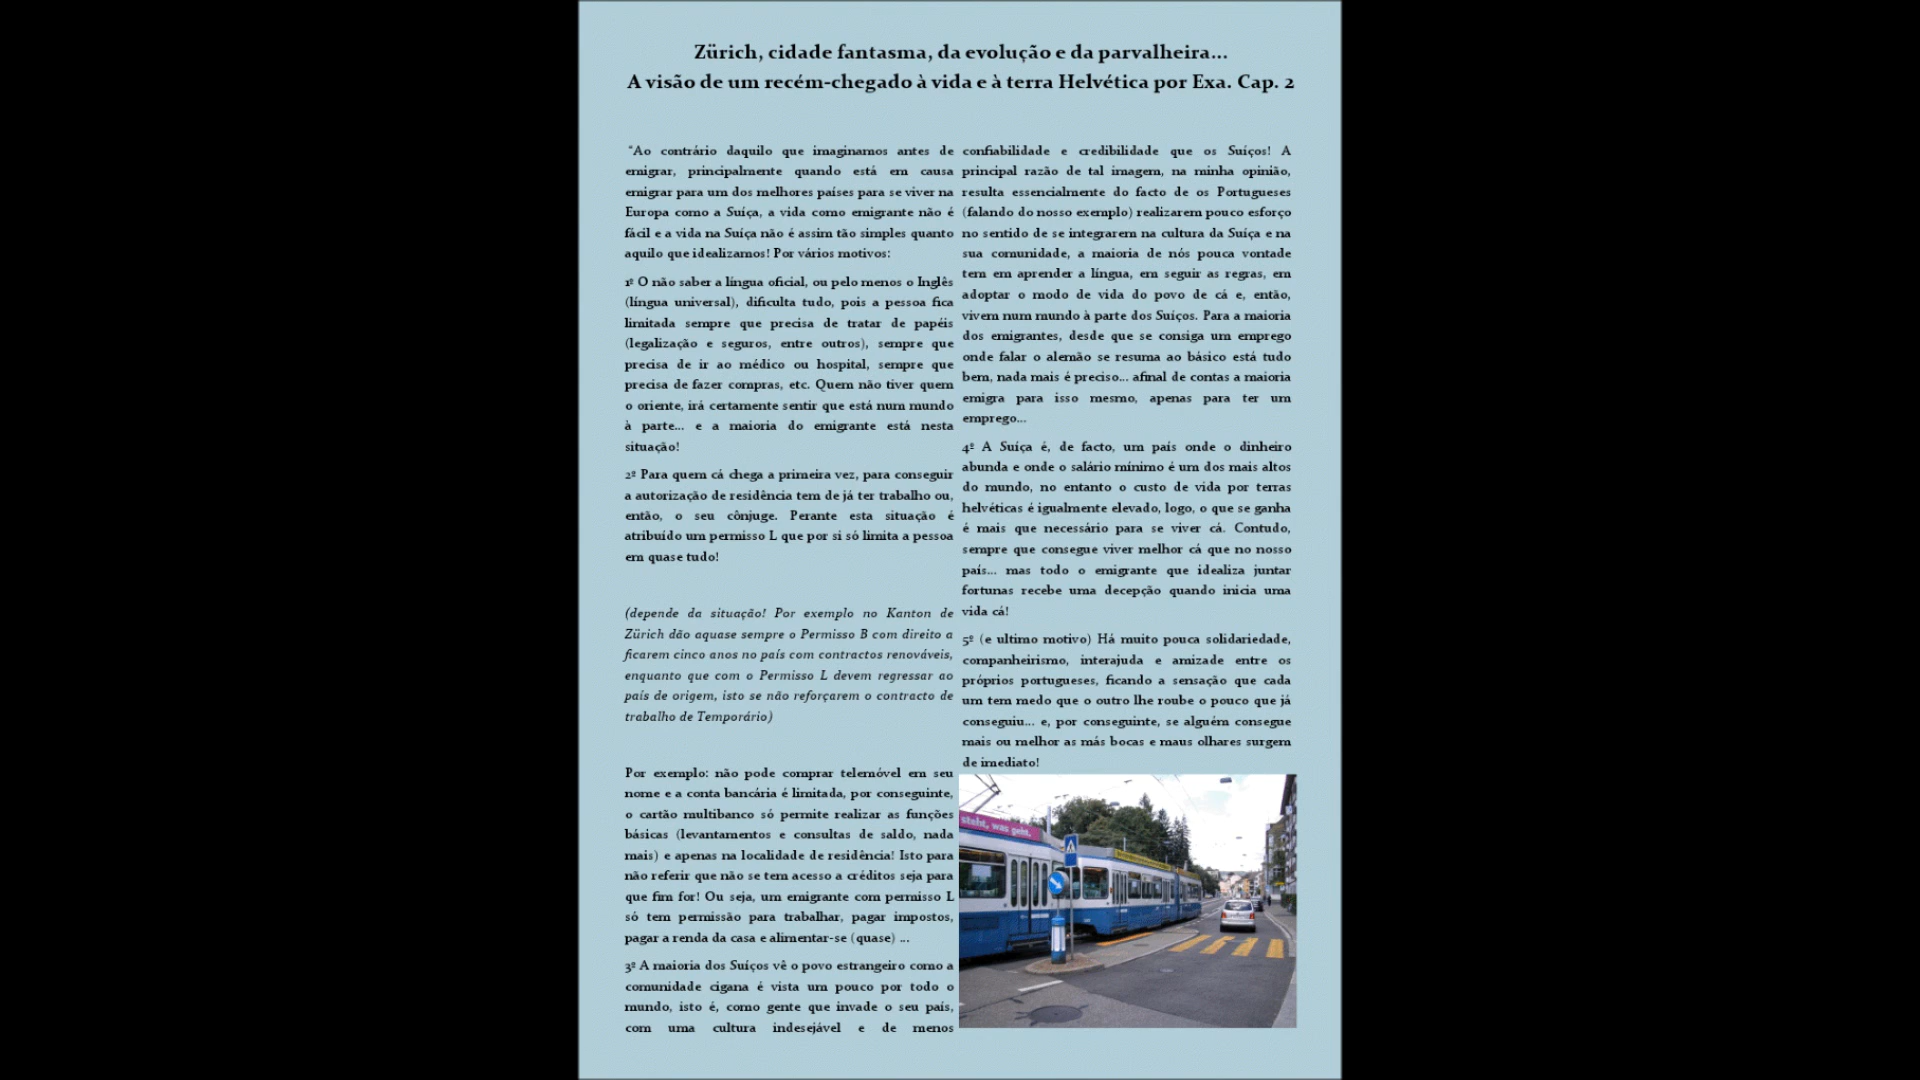 Zürich, cidade fantasma, da evolução e da parvalheira...
A visão de um recém-chegado à vida e à terra Helvética por Exa. Cap. 2
“Ao contrário daquilo que imaginamos antes de
emigrar, principalmente quando está em causa
emigrar para um dos melhores países para se viver na
Europa como a Suíça, a vida como emigrante não é
fácil e a vida na Suíça não é assim tão simples quanto
aquilo que idealizamos! Por vários motivos:
1º O não saber a língua oficial, ou pelo menos o Inglês
(língua universal), dificulta tudo, pois a pessoa fica
limitada sempre que precisa de tratar de papéis
(legalização e seguros, entre outros), sempre que
precisa de ir ao médico ou hospital, sempre que
precisa de fazer compras, etc. Quem não tiver quem
o oriente, irá certamente sentir que está num mundo
à parte... e a maioria do emigrante está nesta
situação!
2º Para quem cá chega a primeira vez, para conseguir
a autorização de residência tem de já ter trabalho ou,
então, o seu cônjuge. Perante esta situação é
atribuído um permisso L que por si só limita a pessoa
em quase tudo!
(depende da situação! Por exemplo no Kanton de
Zürich dão aquase sempre o Permisso B com direito a
ficarem cinco anos no país com contractos renováveis,
enquanto que com o Permisso L devem regressar ao
país de origem, isto se não reforçarem o contracto de
trabalho de Temporário)
Por exemplo: não pode comprar telemóvel em seu
nome e a conta bancária é limitada, por conseguinte,
o cartão multibanco só permite realizar as funções
básicas (levantamentos e consultas de saldo, nada
mais) e apenas na localidade de residência! Isto para
não referir que não se tem acesso a créditos seja para
que fim for! Ou seja, um emigrante com permisso L
só tem permissão para trabalhar, pagar impostos,
pagar a renda da casa e alimentar-se (quase) ...
3º A maioria dos Suíços vê o povo estrangeiro como a
comunidade cigana é vista um pouco por todo o
mundo, isto é, como gente que invade o seu país,
com uma cultura indesejável e de menos
confiabilidade e credibilidade que os Suíços! A
principal razão de tal imagem, na minha opinião,
resulta essencialmente do facto de os Portugueses
(falando do nosso exemplo) realizarem pouco esforço
no sentido de se integrarem na cultura da Suíça e na
sua comunidade, a maioria de nós pouca vontade
tem em aprender a língua, em seguir as regras, em
adoptar o modo de vida do povo de cá e, então,
vivem num mundo à parte dos Suíços. Para a maioria
dos emigrantes, desde que se consiga um emprego
onde falar o alemão se resuma ao básico está tudo
bem, nada mais é preciso... afinal de contas a maioria
emigra para isso mesmo, apenas para ter um
emprego...
4º A Suíça é, de facto, um país onde o dinheiro
abunda e onde o salário mínimo é um dos mais altos
do mundo, no entanto o custo de vida por terras
helvéticas é igualmente elevado, logo, o que se ganha
é mais que necessário para se viver cá. Contudo,
sempre que consegue viver melhor cá que no nosso
país... mas todo o emigrante que idealiza juntar
fortunas recebe uma decepção quando inicia uma
vida cá!
5º (e ultimo motivo) Há muito pouca solidariedade,
companheirismo, interajuda e amizade entre os
próprios portugueses, ficando a sensação que cada
um tem medo que o outro lhe roube o pouco que já
conseguiu... e, por conseguinte, se alguém consegue
mais ou melhor as más bocas e maus olhares surgem
de imediato!
steht, was geht.